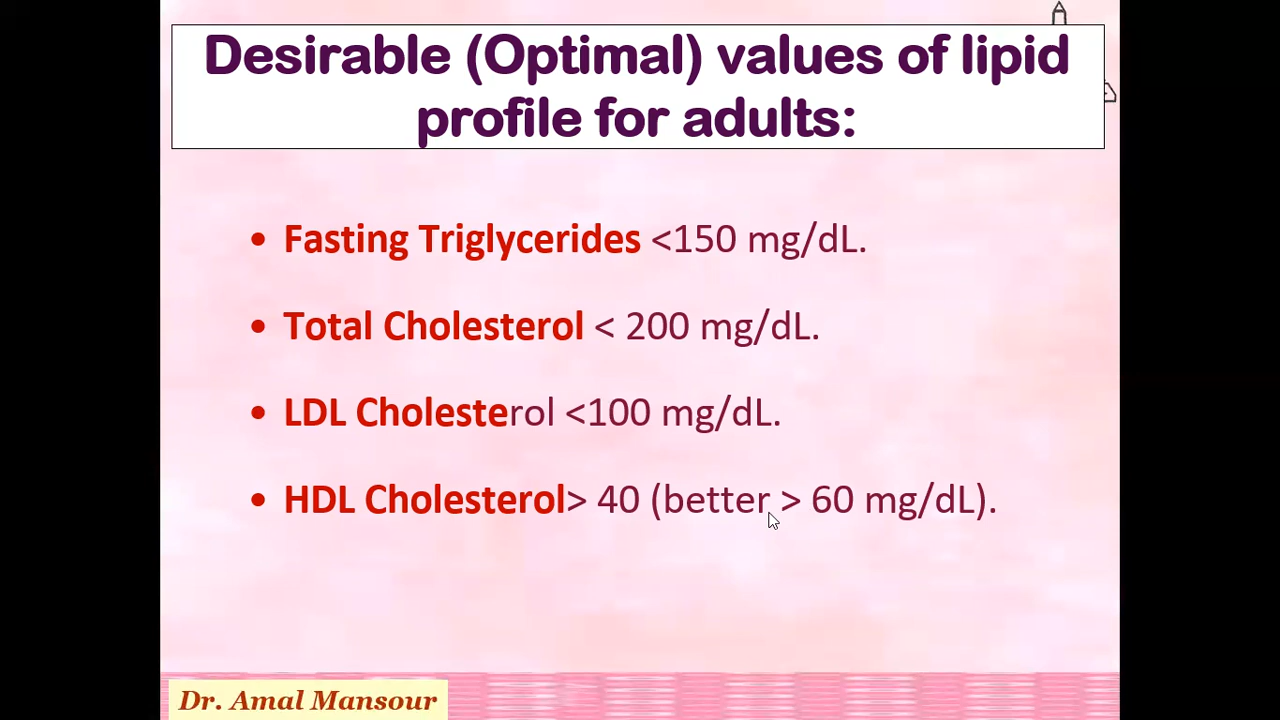 Desirable (Optimal) values of lipid
profile for adults:
• Fasting Triglycerides <150 mg/dL.
• Total Cholesterol < 200 mg/dL.
• LDL Cholesterol <100 mg/dL.
• HDL Cholesterol> 40 (better > 60 mg/dL).
Dr. Amal Mansour